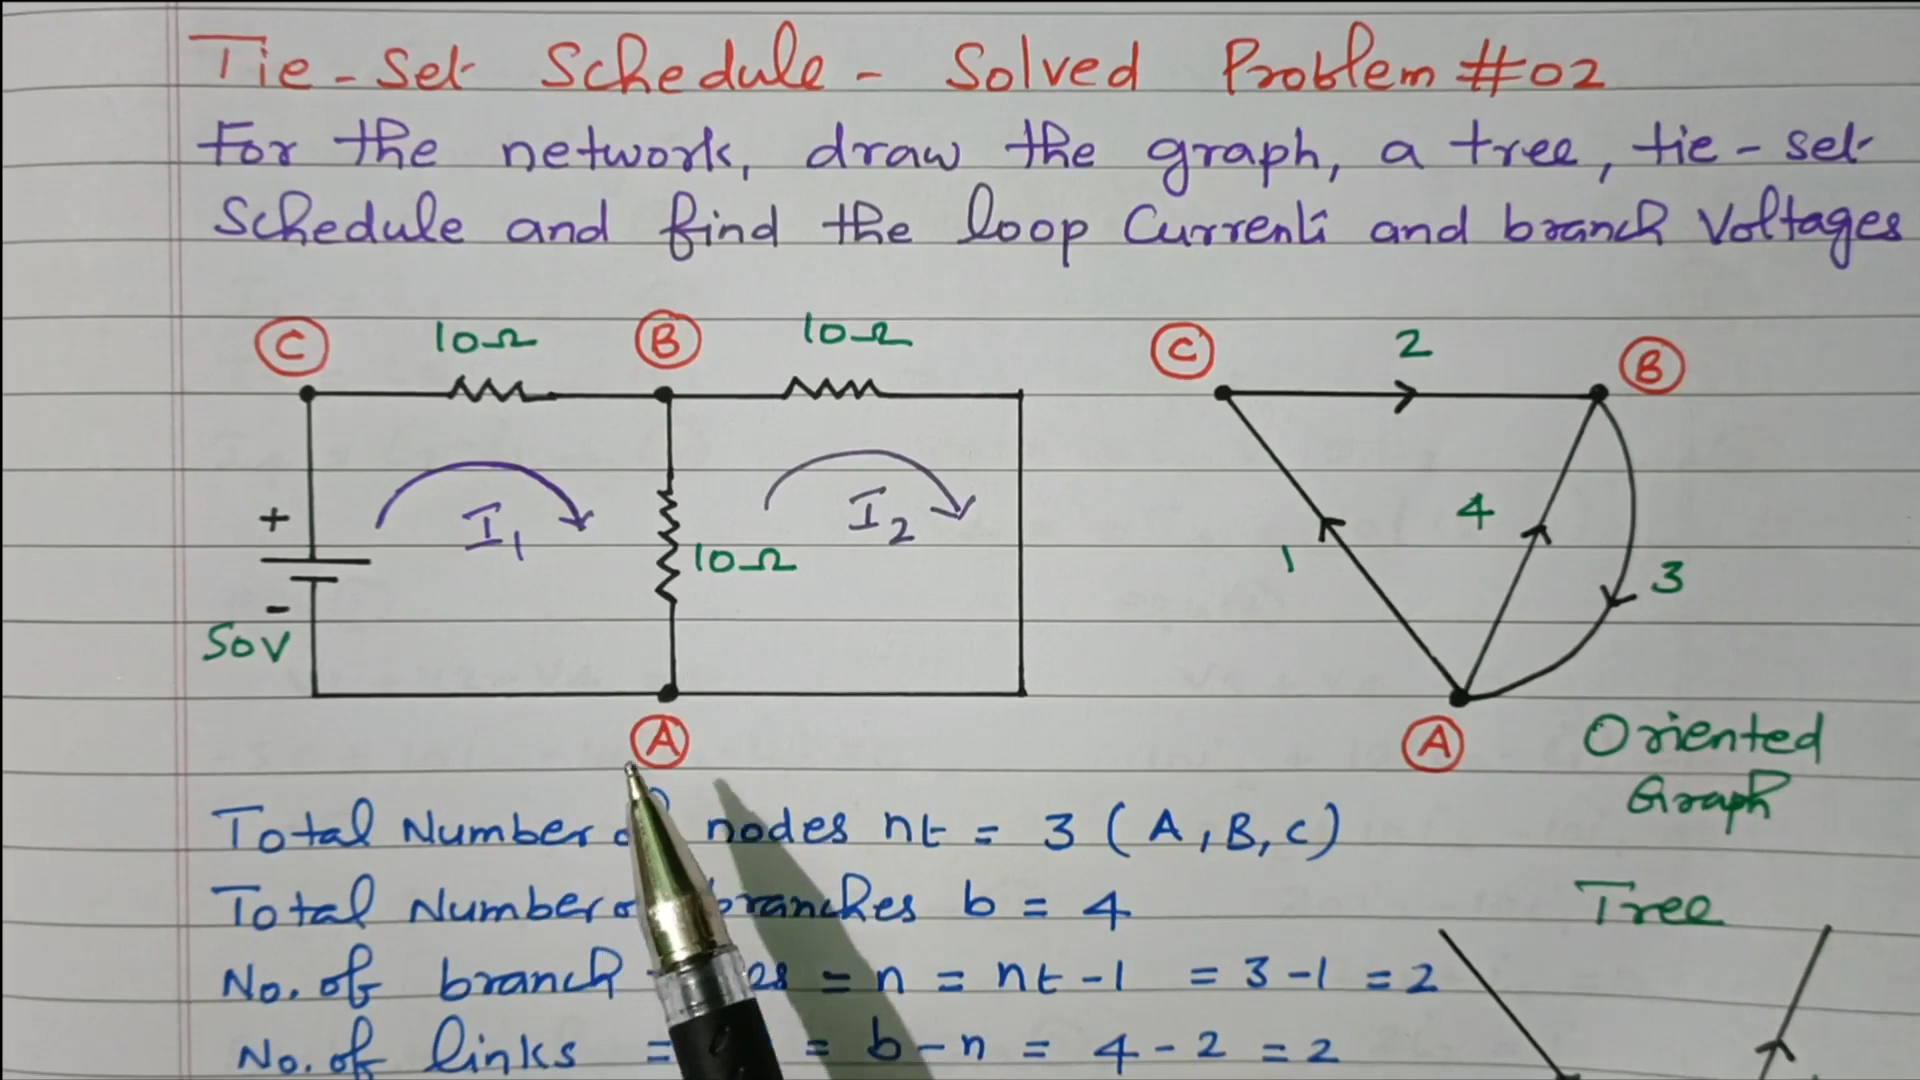 Tie-Set Schedule - Solved Problem #02
For the network, draw the graph, a tree, tie-set
Schedule and find the loop Currents and branch Voltages
C 10Ω B 10Ω
C 2 B
+ I1 10Ω I2
- 50V
1 4 3
A
A Oriented Graph
Total Number nodes nt = 3 (A, B, C)
Total Number branches b = 4
Tree
No. of branch = n = nt - 1 = 3 - 1 = 2
No. of links = = b - n = 4 - 2 = 2